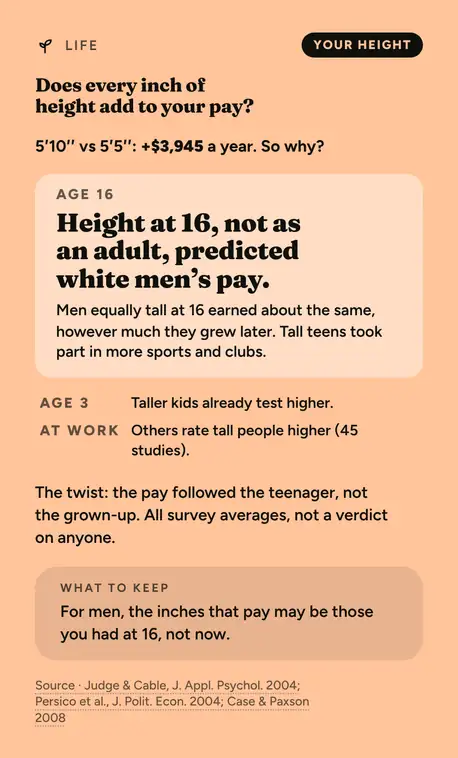 LIFE
YOUR HEIGHT
Does every inch of
height add to your pay?
5′10′′ vs 5′5′′: +$3,945 a year. So why?
AGE 16
Height at 16, not as
an adult, predicted
white men’s pay.
Men equally tall at 16 earned about the same,
however much they grew later. Tall teens took
part in more sports and clubs.
AGE 3 Taller kids already test higher.
AT WORK Others rate tall people higher (45
studies).
The twist: the pay followed the teenager, not
the grown-up. All survey averages, not a verdict
on anyone.
WHAT TO KEEP
For men, the inches that pay may be those
you had at 16, not now.
Source · Judge & Cable, J. Appl. Psychol. 2004;
Persico et al., J. Polit. Econ. 2004; Case & Paxson
2008